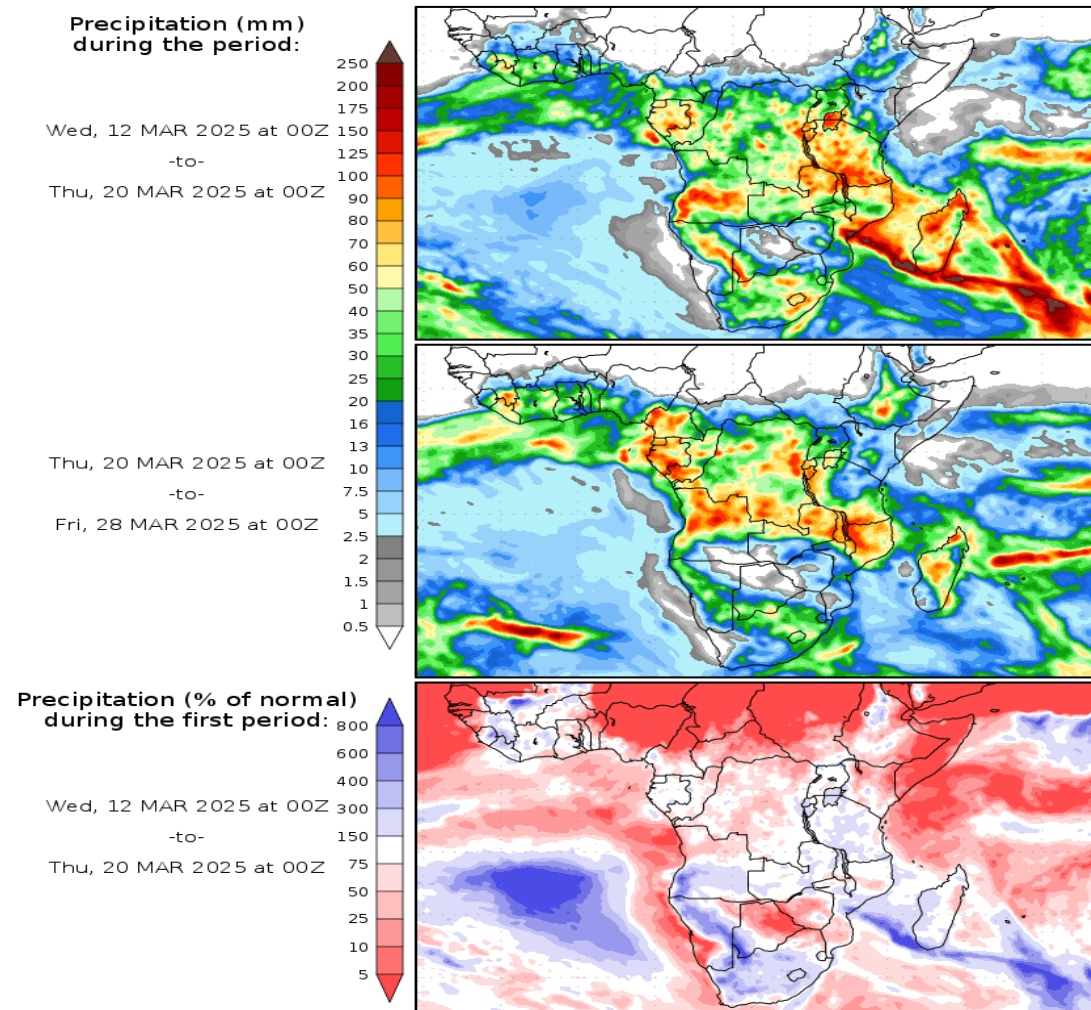 Precipitation (mm)
during the period:
Wed, 12 MAR 2025 at 00Z
-to-
Thu, 20 MAR 2025 at 00Z
250
200
175
150
125
100
90
80
70
60
50
40
35
30
25
20
16
13
10
7.5
5
2.5
2
1.5
1
0.5
Thu, 20 MAR 2025 at 00Z
-to-
Fri, 28 MAR 2025 at 00Z
Precipitation (% of normal)
during the first period:
Wed, 12 MAR 2025 at 00Z
-to-
Thu, 20 MAR 2025 at 00Z
800
600
400
300
150
75
50
25
10
5